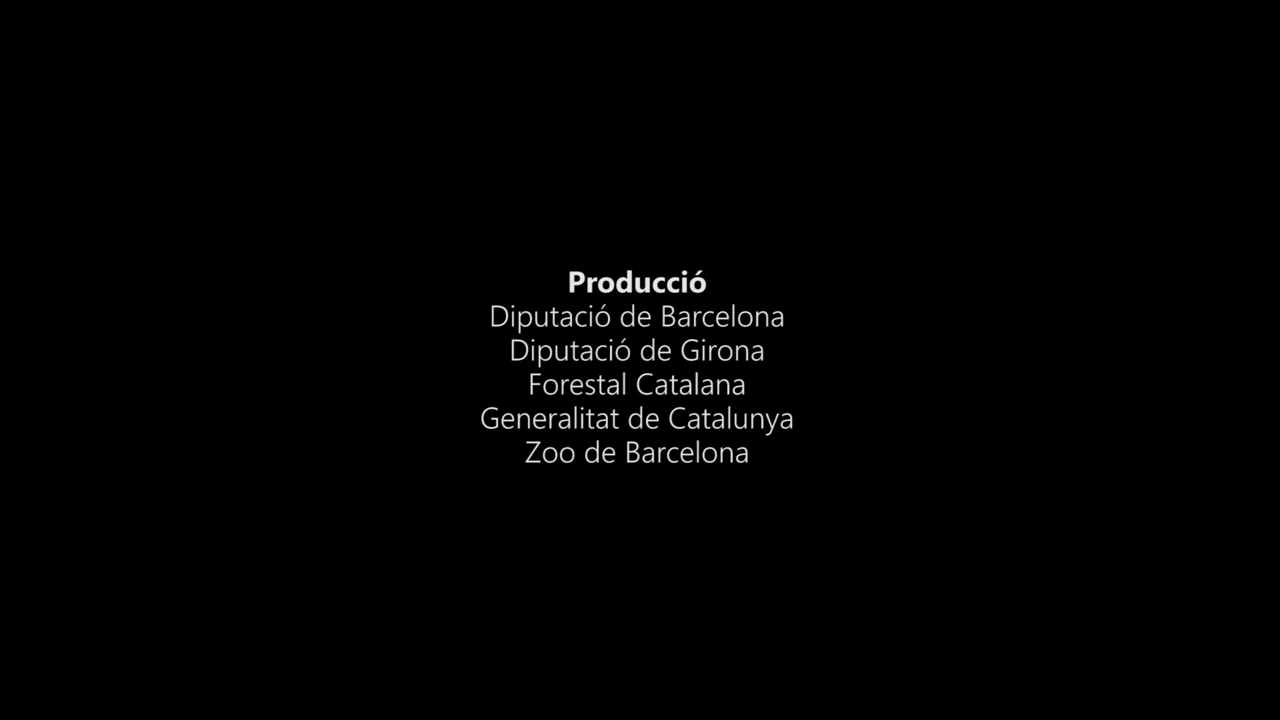 Producció
Diputació de Barcelona
Diputació de Girona
Forestal Catalana
Generalitat de Catalunya
Zoo de Barcelona